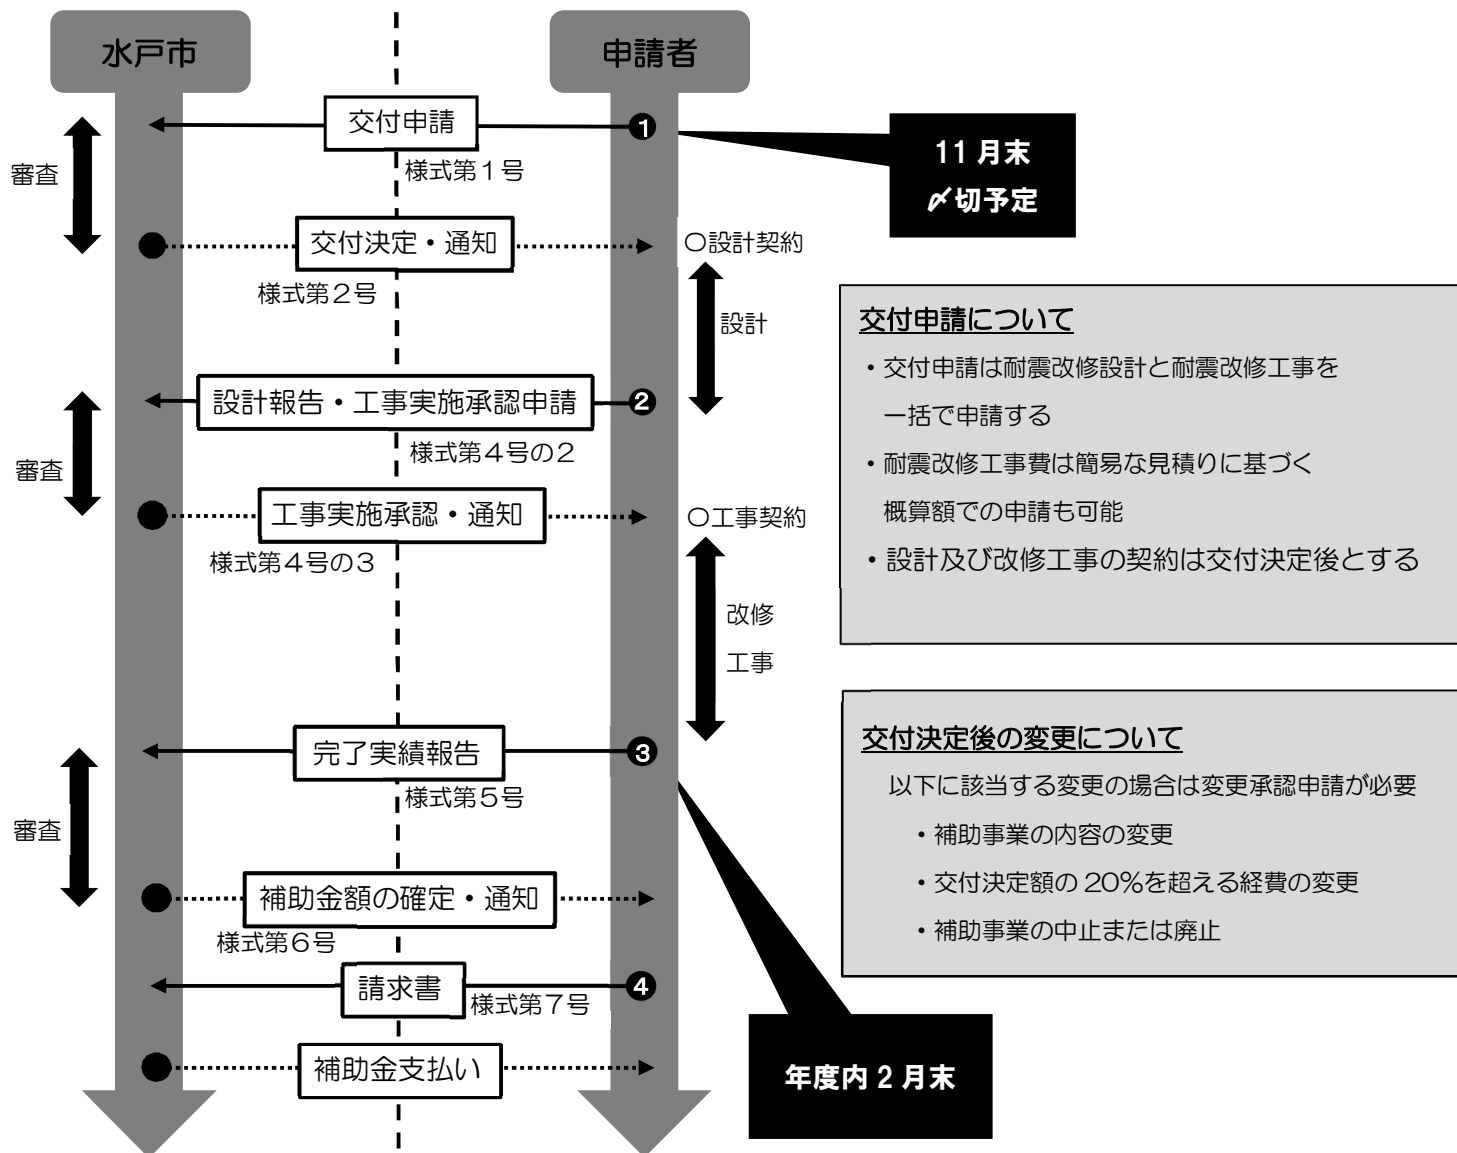 水戸市
申請者
交付申請
❶
様式第1号
審査
11月末
〆切予定
交付決定・通知
様式第2号
〇設計契約
設計
設計報告・工事実施承認申請
❷
様式第4号の2
審査
工事実施承認・通知
様式第4号の3
〇工事契約
改修
工事
完了実績報告
❸
様式第5号
審査
補助金額の確定・通知
様式第6号
請求書
❹
様式第7号
補助金支払い
年度内2月末
交付申請について
・交付申請は耐震改修設計と耐震改修工事を
一括で申請する
・耐震改修工事費は簡易な見積りに基づく
概算額での申請も可能
・設計及び改修工事の契約は交付決定後とする
交付決定後の変更について
以下に該当する変更の場合は変更承認申請が必要
・補助事業の内容の変更
・交付決定額の20%を超える経費の変更
・補助事業の中止または廃止